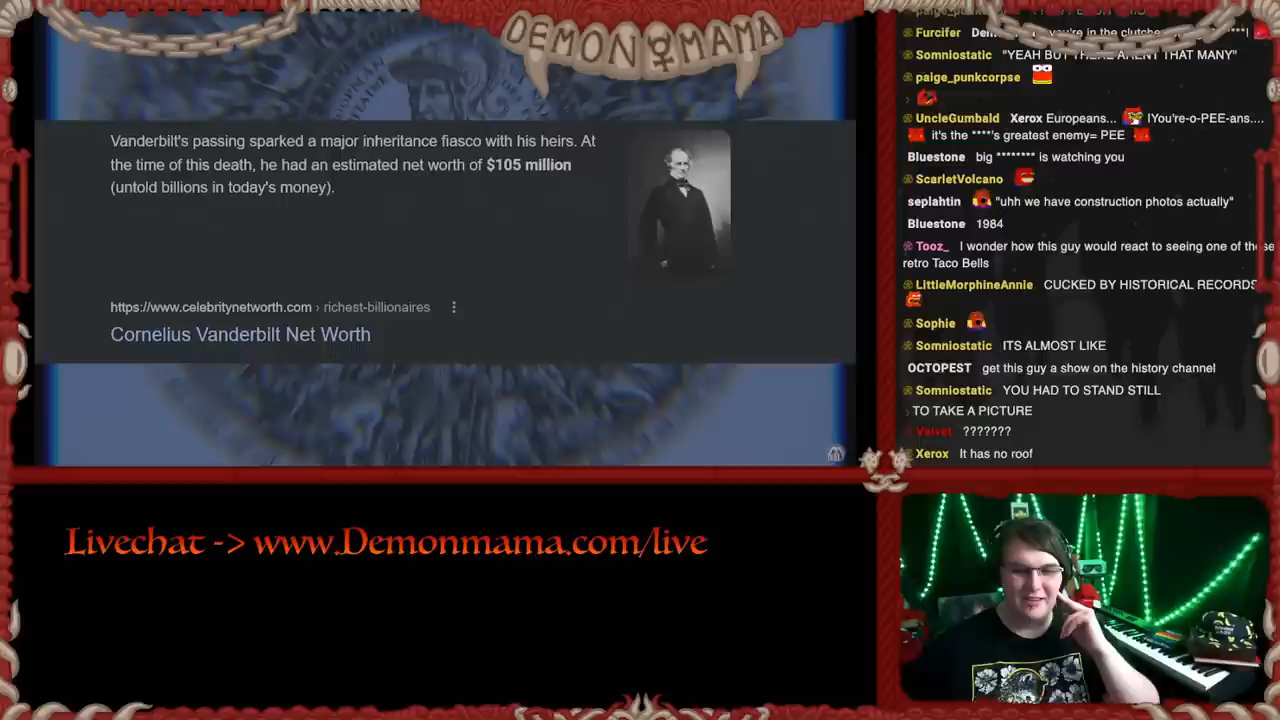 DEMON MAMA
Vanderbilt's passing sparked a major inheritance fiasco with his heirs. At
the time of this death, he had an estimated net worth of $105 million
(untold billions in today's money).
https://www.celebritynetworth.com › richest-billionaires
Cornelius Vanderbilt Net Worth
Livechat -> www.Demonmama.com/live
Furcifer
you're in the
Somniostatic "YEAH BUT THERE ARENT THAT MANY"
paige_punkcorpse
UncleGumbald Xerox Europeans... !You're-o-PEE-ans....
it's the ****'s greatest enemy= PEE
Bluestone big ******** is watching you
ScarletVolcano
seplahtin "uhh we have construction photos actually"
Bluestone 1984
Tooz_ I wonder how this guy would react to seeing one of these
retro Taco Bells
LittleMorphineAnnie CUCKED BY HISTORICAL RECORDS
Sophie
Somniostatic ITS ALMOST LIKE
OCTOPEST get this guy a show on the history channel
Somniostatic YOU HAD TO STAND STILL
TO TAKE A PICTURE
Velvet ???????
Xerox It has no roof